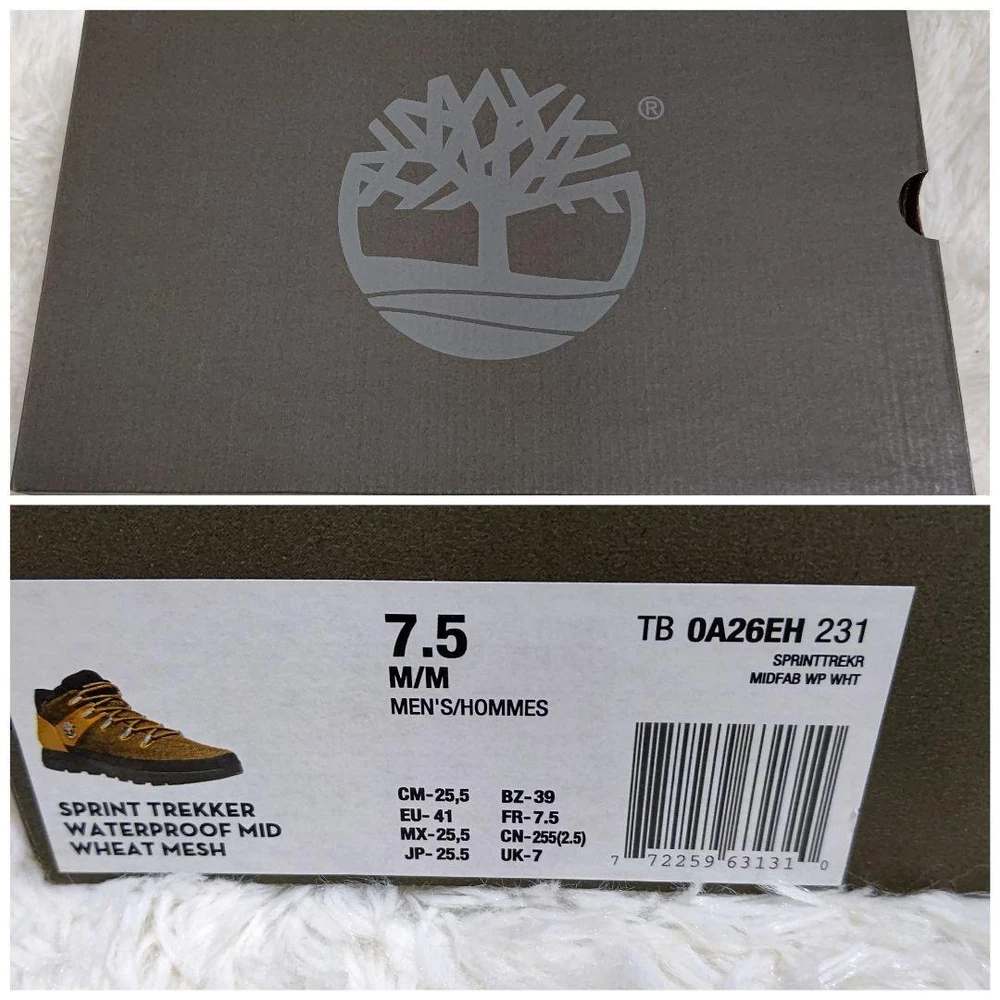 ®
7.5
M/M
MEN'S/HOMMES
TB 0A26EH 231
SPRINTTREKR
MIDFAB WP WHT
SPRINT TREKKER
WATERPROOF MID
WHEAT MESH
CM-25,5 BZ-39
EU- 41 FR-7.5
MX-25,5 CN-255(2.5)
JP- 25.5 UK-7
7 72259 63131 0